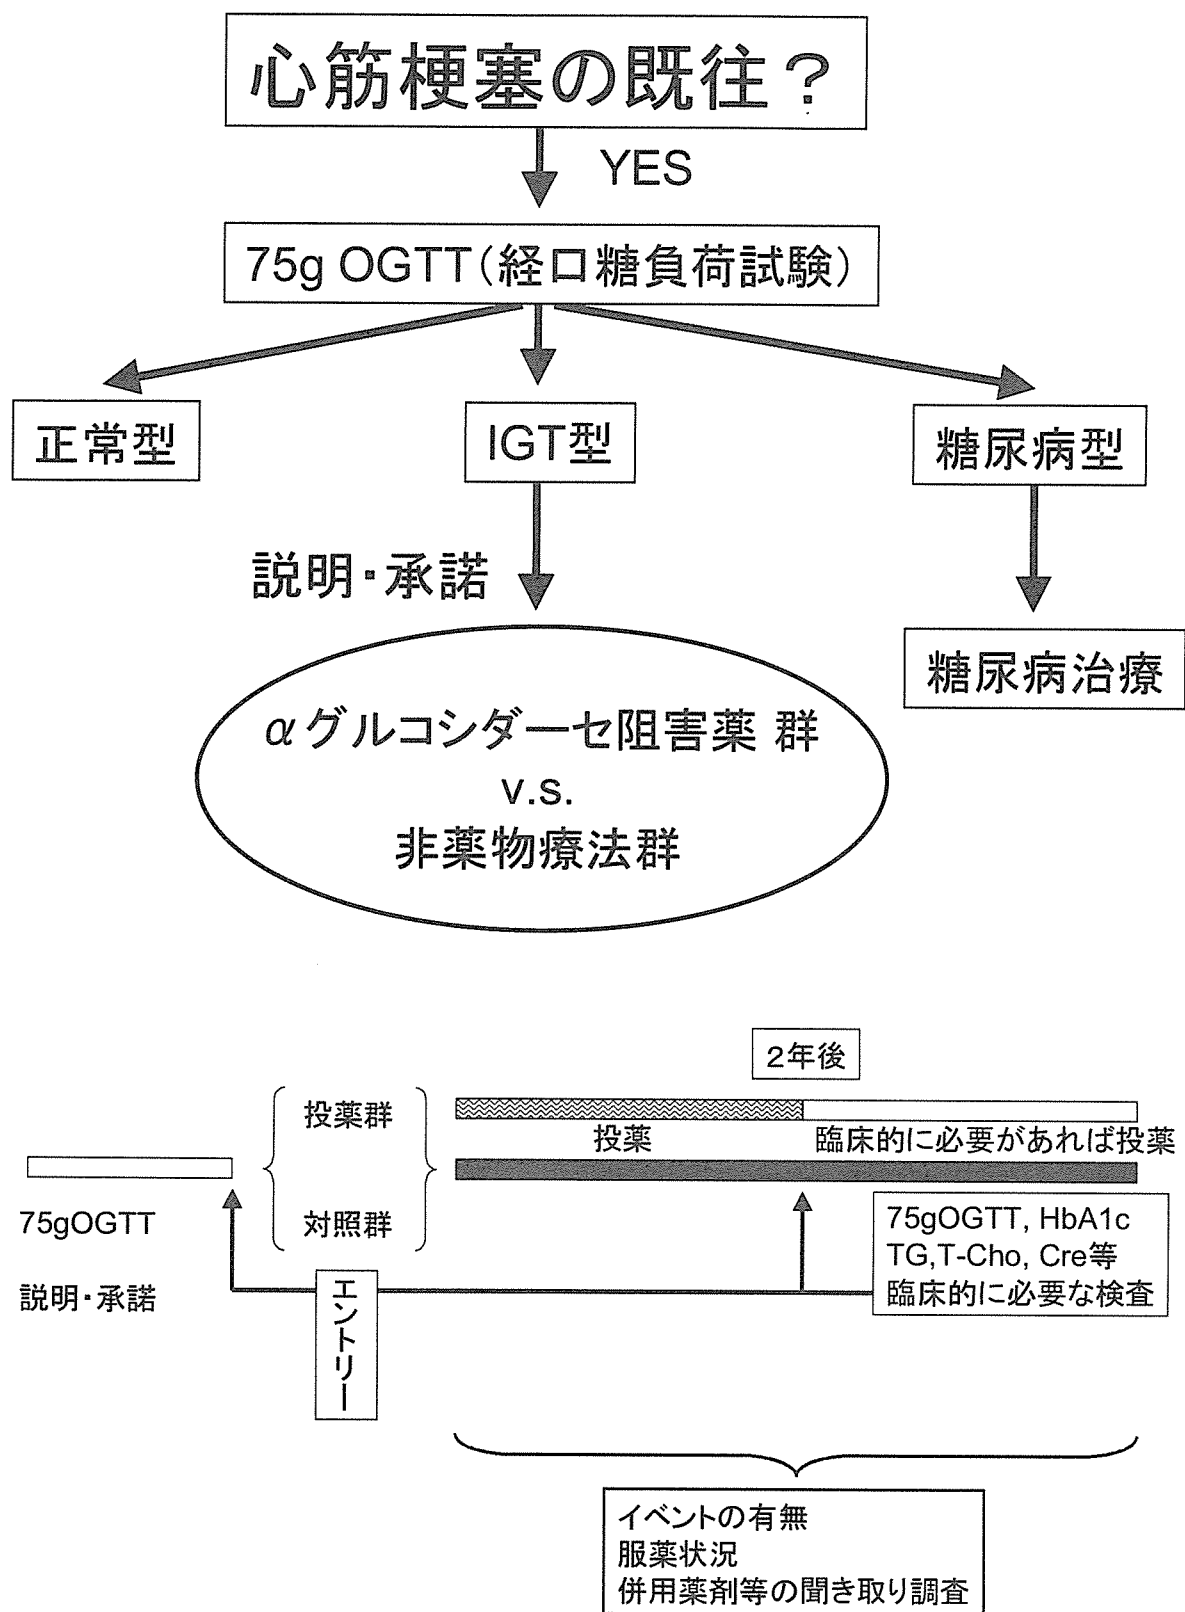 心筋梗塞の既往？
YES
75g OGTT（経口糖負荷試験）
正常型
IGT型
糖尿病型
説明・承諾
糖尿病治療
αグルコシダーセ阻害薬 群
v.s.
非薬物療法群
２年後
投薬群
投薬
臨床的に必要があれば投薬
75gOGTT
対照群
説明・承諾
エントリー
75gOGTT, HbA1c
TG,T-Cho, Cre等
臨床的に必要な検査
イベントの有無
服薬状況
併用薬剤等の聞き取り調査